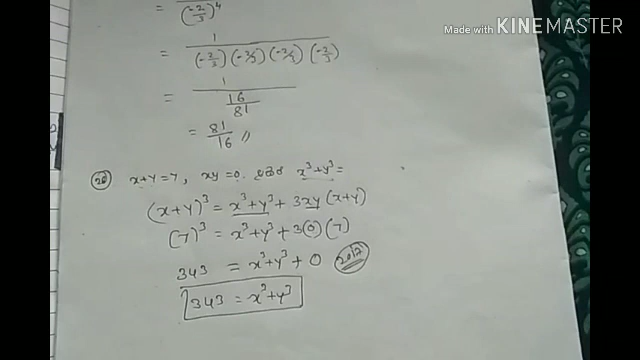 Made with KINEMASTER
= 1/(-2/3)^4
= 1/((-2/3)(-2/3)(-2/3)(-2/3))
= 1/(16/81)
= 81/16 //
x+y=7, xy=0. x³+y³=
(x+y)³ = x³+y³+3xy(x+y)
(7)³ = x³+y³+3(0)(7)
343 = x³+y³+0
343 = x³+y³